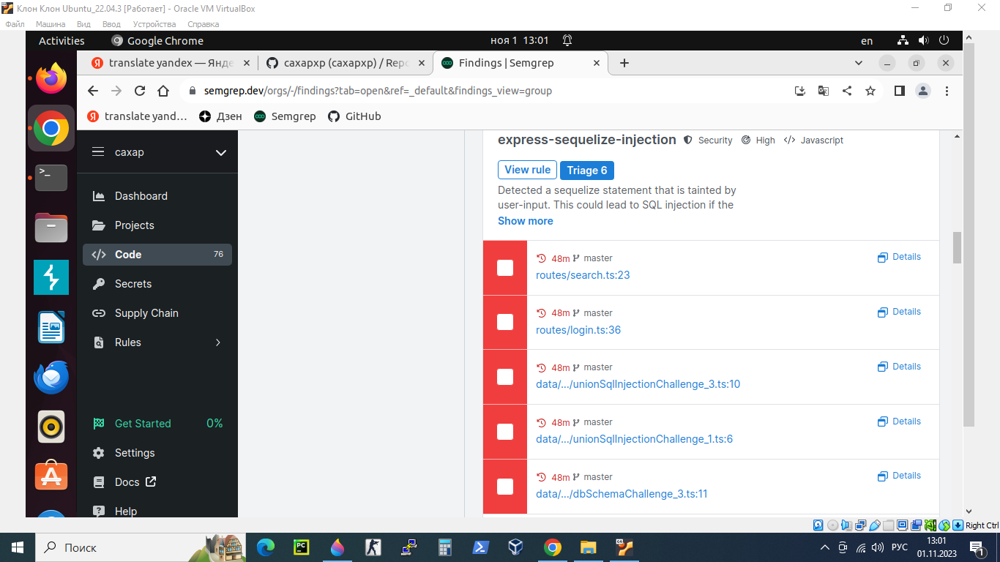 Клон Клон Ubuntu_22.04.3 [Работает] - Oracle VM VirtualBox
Файл Машина Вид Ввод Устройства Справка
Activities Google Chrome ноя 1 13:01 en
translate yandex — Янде caxapxp (caxapxp) / Repo Findings | Semgrep
semgrep.dev/orgs/-/findings?tab=open&ref=_default&findings_view=group
translate yand... Дзен Semgrep GitHub
caxap
Dashboard
Projects
Code 76
Secrets
Supply Chain
Rules
Get Started 0%
Settings
Docs
Help
express-sequelize-injection Security High Javascript
View rule Triage 6
Detected a sequelize statement that is tainted by
user-input. This could lead to SQL injection if the
Show more
48m master Details
routes/search.ts:23
48m master Details
routes/login.ts:36
48m master Details
data/.../unionSqlInjectionChallenge_3.ts:10
48m master Details
data/.../unionSqlInjectionChallenge_1.ts:6
48m master Details
data/.../dbSchemaChallenge_3.ts:11
Right Ctrl
Поиск
РУС
13:01
01.11.2023
1